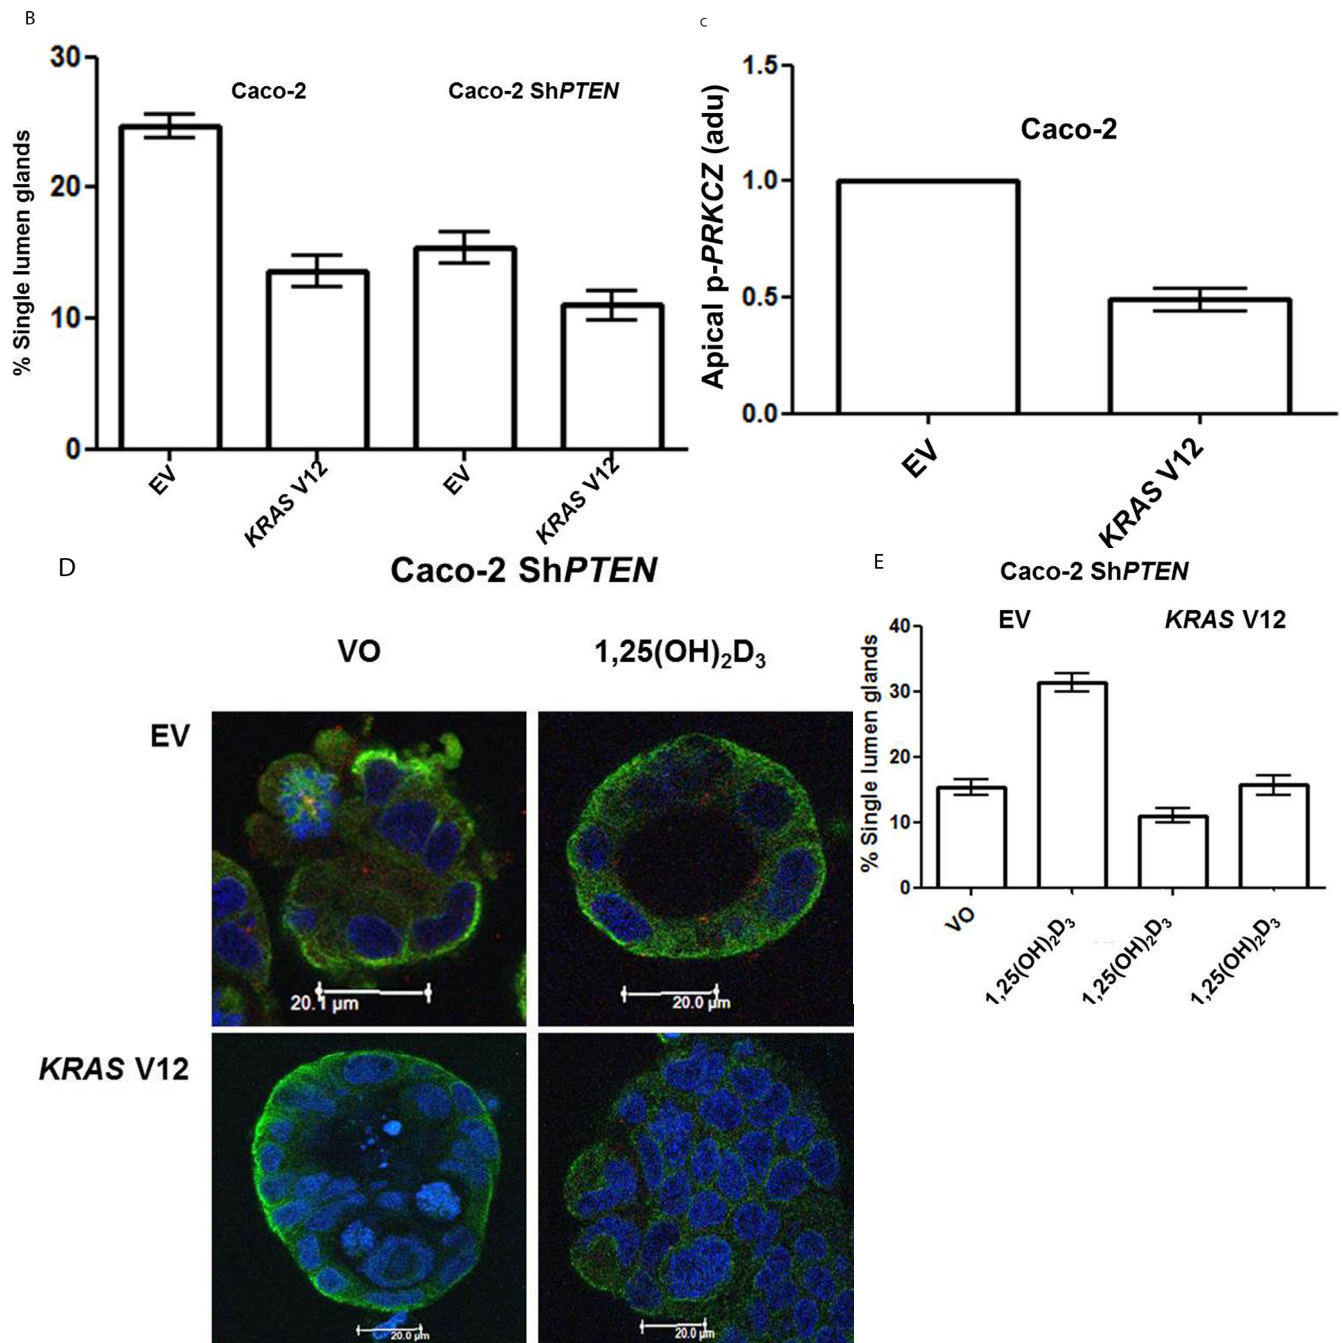 B
30
20
10
0
% Single lumen glands
Caco-2
Caco-2 ShPTEN
EV
KRAS V12
EV
KRAS V12
C
1.5
1.0
0.5
0.0
Apical p-PRKCZ (adu)
Caco-2
EV
KRAS V12
D
Caco-2 ShPTEN
VO
1,25(OH)₂D₃
EV
KRAS V12
20.1 µm
20.0 µm
20.0 µm
20.0 µm
E
Caco-2 ShPTEN
EV
KRAS V12
40
30
20
10
0
% Single lumen glands
VO
1,25(OH)₂D₃
1,25(OH)₂D₃
1,25(OH)₂D₃